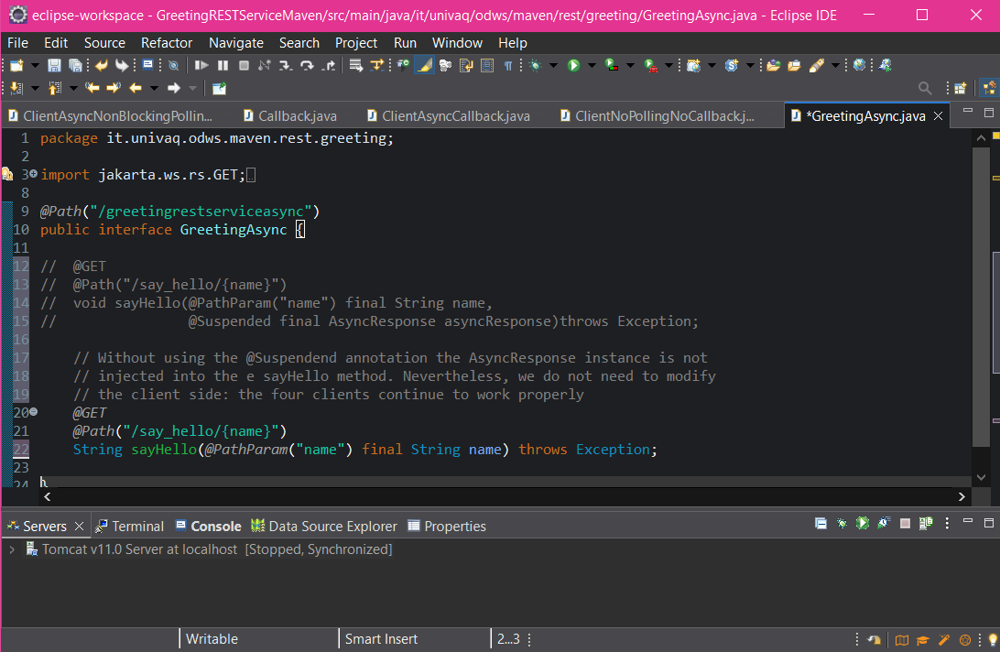 eclipse-workspace - GreetingRESTServiceMaven/src/main/java/it/univaq/odws/maven/rest/greeting/GreetingAsync.java - Eclipse IDE
File Edit Source Refactor Navigate Search Project Run Window Help
ClientAsyncNonBlockingPollin... Callback.java ClientAsyncCallback.java ClientNoPollingNoCallback.j... *GreetingAsync.java
1 package it.univaq.odws.maven.rest.greeting;
2
3 import jakarta.ws.rs.GET;
8
9 @Path("/greetingrestserviceasync")
10 public interface GreetingAsync {
11
12 // @GET
13 // @Path("/say_hello/{name}")
14 // void sayHello(@PathParam("name") final String name,
15 // @Suspended final AsyncResponse asyncResponse)throws Exception;
16
17 // Without using the @Suspendend annotation the AsyncResponse instance is not
18 // injected into the e sayHello method. Nevertheless, we do not need to modify
19 // the client side: the four clients continue to work properly
20 @GET
21 @Path("/say_hello/{name}")
22 String sayHello(@PathParam("name") final String name) throws Exception;
23
24
Servers Terminal Console Data Source Explorer Properties
Tomcat v11.0 Server at localhost [Stopped, Synchronized]
Writable Smart Insert 2...3